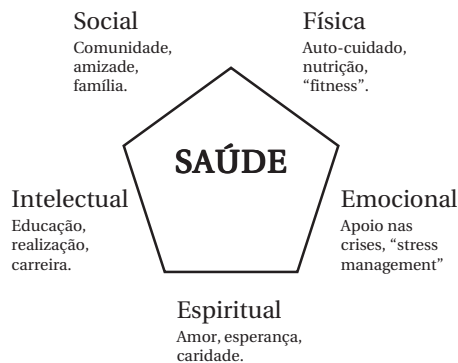 Social
Comunidade,
amizade,
família.
Física
Auto-cuidado,
nutrição,
“fitness”.
SAÚDE
Intelectual
Educação,
realização,
carreira.
Emocional
Apoio nas
crises, “stress
management”
Espiritual
Amor, esperança,
caridade.